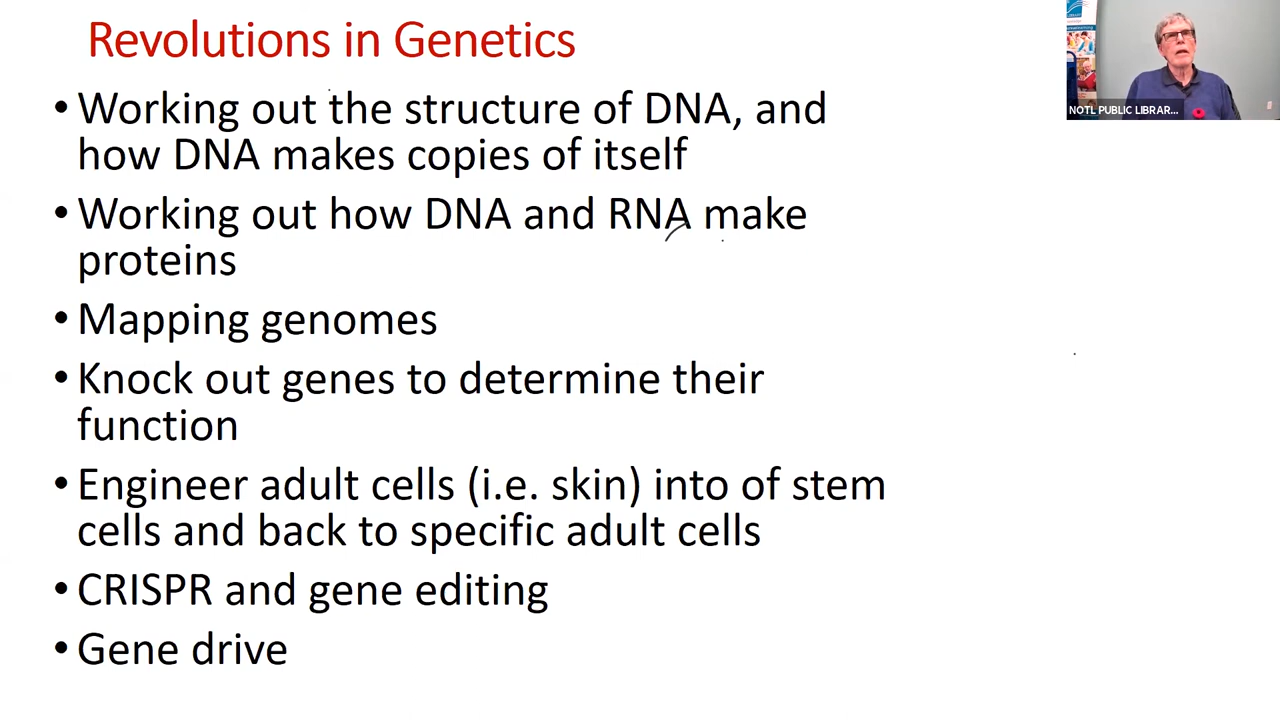 Revolutions in Genetics
• Working out the structure of DNA, and
how DNA makes copies of itself
• Working out how DNA and RNA make
proteins
• Mapping genomes
• Knock out genes to determine their
function
• Engineer adult cells (i.e. skin) into of stem
cells and back to specific adult cells
• CRISPR and gene editing
• Gene drive
NOTL PUBLIC LIBRAR...